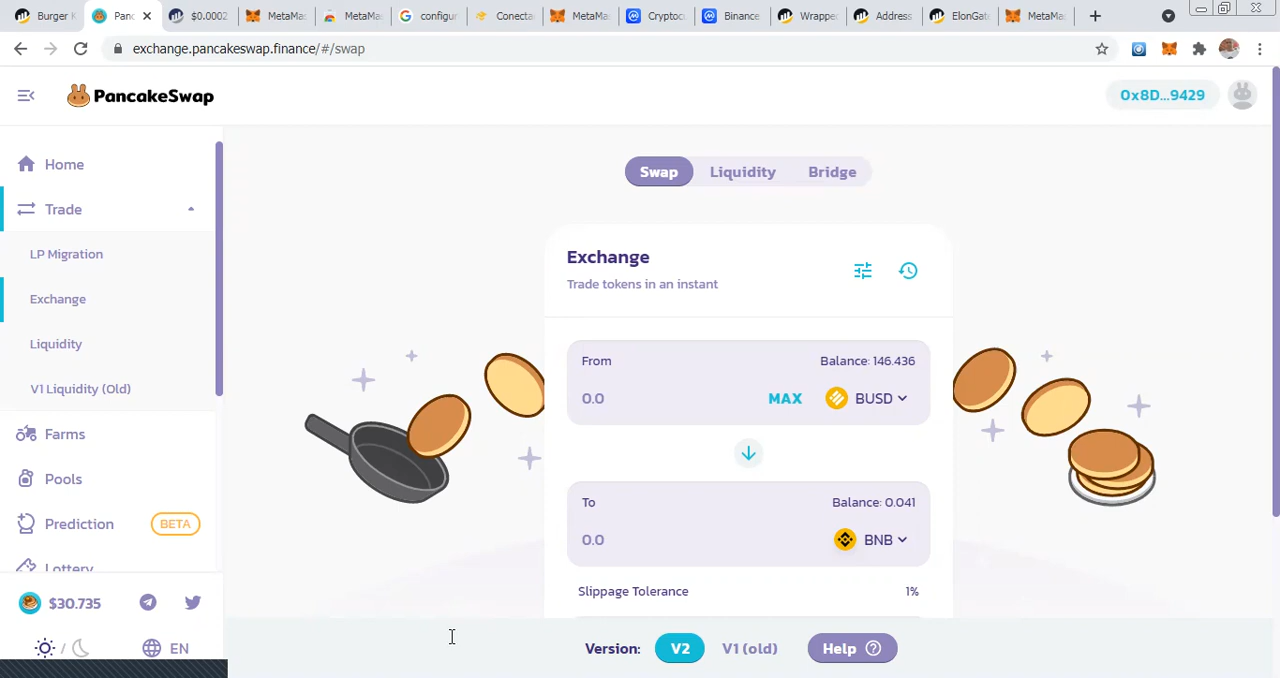 Burger K
Panc
$0.0002
MetaMa
MetaMas
configur
Conecta
MetaMa
Cryptoc
Binance
Wrappe
Address
ElonGat
MetaMa
exchange.pancakeswap.finance/#/swap
PancakeSwap
0x8D...9429
Home
Trade
LP Migration
Exchange
Liquidity
V1 Liquidity (Old)
Farms
Pools
Prediction BETA
Lottery
$30.735
/
EN
Swap Liquidity Bridge
Exchange
Trade tokens in an instant
From Balance: 146.436
0.0 MAX BUSD
To Balance: 0.041
0.0 BNB
Slippage Tolerance 1%
Version: V2 V1 (old) Help ?